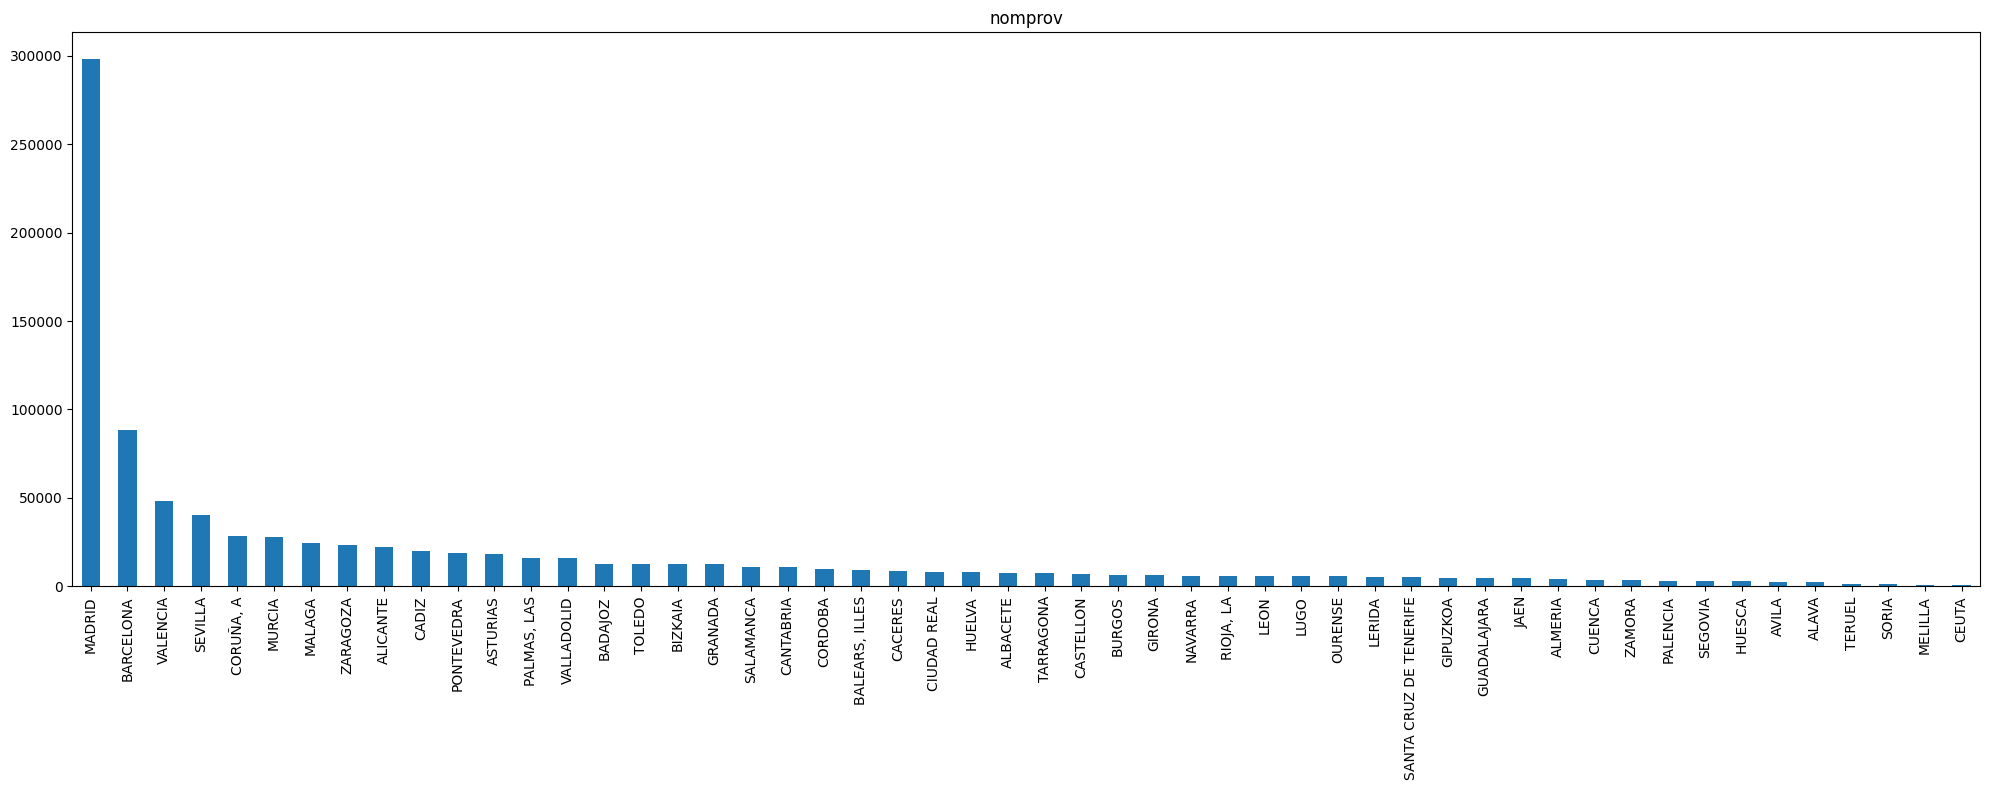 nomprov
300000
250000
200000
150000
100000
50000
0
MADRID
BARCELONA
VALENCIA
SEVILLA
CORUÑA, A
MURCIA
MALAGA
ZARAGOZA
ALICANTE
CADIZ
PONTEVEDRA
ASTURIAS
PALMAS, LAS
VALLADOLID
BADAJOZ
TOLEDO
BIZKAIA
GRANADA
SALAMANCA
CANTABRIA
CORDOBA
BALEARS, ILLES
CACERES
CIUDAD REAL
HUELVA
ALBACETE
TARRAGONA
CASTELLON
BURGOS
GIRONA
NAVARRA
RIOJA, LA
LEON
LUGO
OURENSE
LERIDA
SANTA CRUZ DE TENERIFE
GIPUZKOA
GUADALAJARA
JAEN
ALMERIA
CUENCA
ZAMORA
PALENCIA
SEGOVIA
HUESCA
AVILA
ALAVA
TERUEL
SORIA
MELILLA
CEUTA